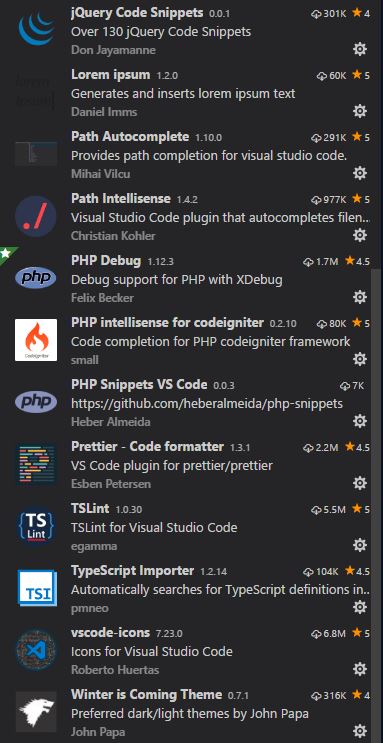 jQuery Code Snippets 0.0.1 301K 4
Over 130 jQuery Code Snippets
Don Jayamanne
lorem
ipsum
Lorem ipsum 1.2.0 60K 5
Generates and inserts lorem ipsum text
Daniel Imms
Path Autocomplete 1.10.0 291K 5
Provides path completion for visual studio code.
Mihai Vilcu
./
Path Intellisense 1.4.2 977K 5
Visual Studio Code plugin that autocompletes filen...
Christian Kohler
php
PHP Debug 1.12.3 1.7M 4.5
Debug support for PHP with XDebug
Felix Becker
CodeIgniter
PHP intellisense for codeigniter 0.2.10 80K 5
Code completion for PHP codeigniter framework
small
php
PHP Snippets VS Code 0.0.3 7K
https://github.com/heberalmeida/php-snippets
Heber Almeida
Prettier - Code formatter 1.3.1 2.2M 4.5
VS Code plugin for prettier/prettier
Esben Petersen
{TS}
Lint
TSLint 1.0.30 5.5M 5
TSLint for Visual Studio Code
egamma
TSI
TypeScript Importer 1.2.14 104K 4.5
Automatically searches for TypeScript definitions in...
pmneo
vscode-icons 7.23.0 6.8M 5
Icons for Visual Studio Code
Roberto Huertas
Winter is Coming Theme 0.7.1 316K 4
Preferred dark/light themes by John Papa
John Papa